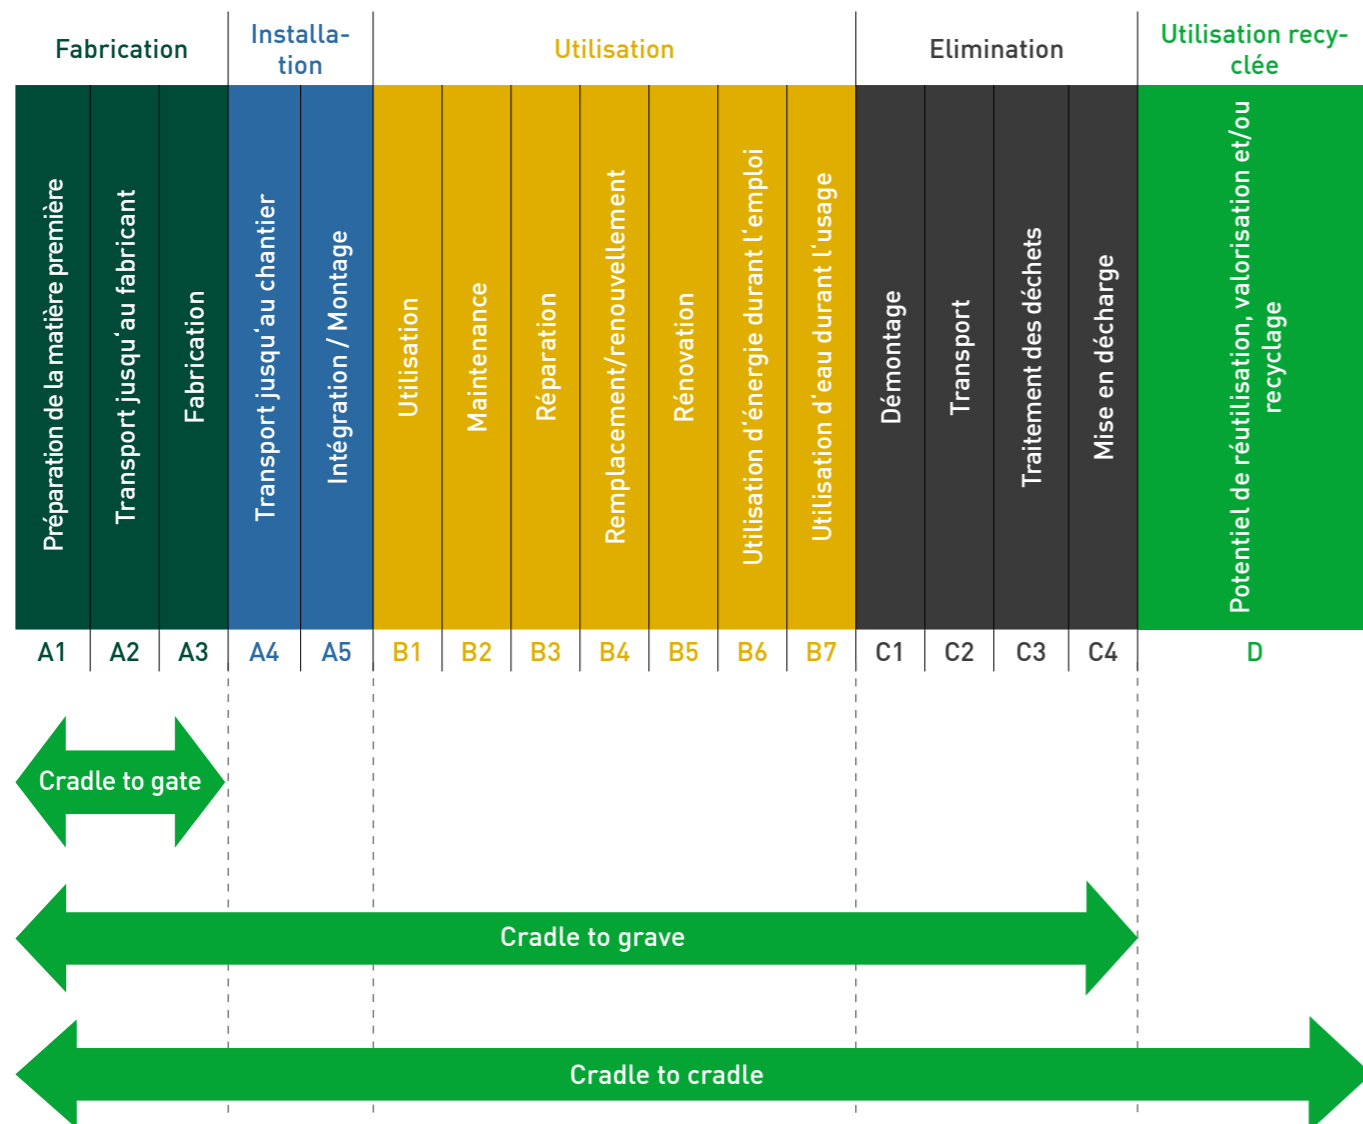 Fabrication
Installa-
tion
Utilisation
Elimination
Utilisation recy-
clée
Préparation de la matière première
Transport jusqu‘au fabricant
Fabrication
Transport jusqu‘au chantier
Intégration / Montage
Utilisation
Maintenance
Réparation
Remplacement/renouvellement
Rénovation
Utilisation d‘énergie durant l‘emploi
Utilisation d‘eau durant l‘usage
Démontage
Transport
Traitement des déchets
Mise en décharge
Potentiel de réutilisation, valorisation et/ou
recyclage
A1
A2
A3
A4
A5
B1
B2
B3
B4
B5
B6
B7
C1
C2
C3
C4
D
Cradle to gate
Cradle to grave
Cradle to cradle